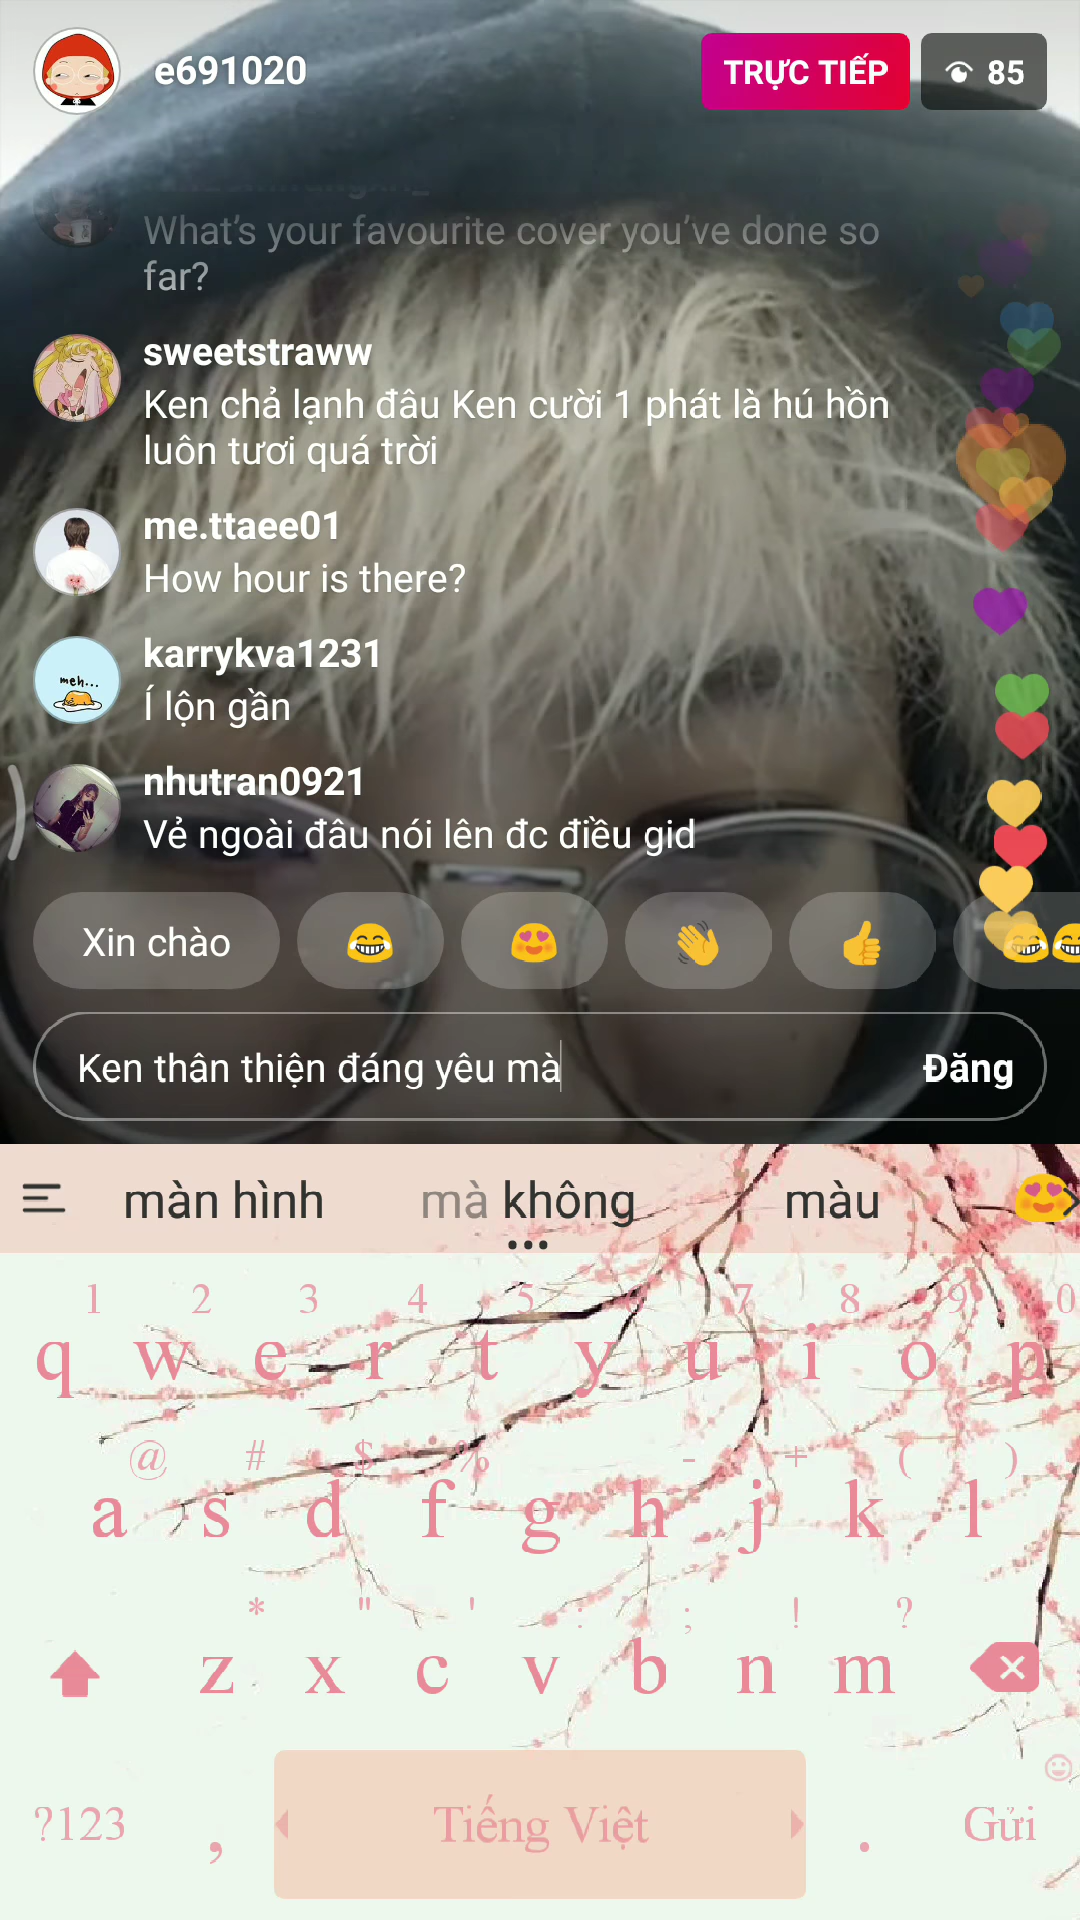 e691020
TRỰC TIẾP
85
What's your favourite cover you've done so
far?
sweetstraww
Ken chả lạnh đâu Ken cười 1 phát là hú hồn
luôn tươi quá trời
me.ttaee01
How hour is there?
karrykva1231
meh...
Í lộn gần
nhutran0921
Vẻ ngoài đâu nói lên đc điều gid
Xin chào
Ken thân thiện đáng yêu mà
Đăng
màn hình mà không màu
1 2 3 4 5 7 8 9 0
q w e r t y u i o p
@ # $ % - + ( )
a s d f g h j k l
* " ' : ; ! ?
z x c v b n m
?123 , Tiếng Việt . Gửi